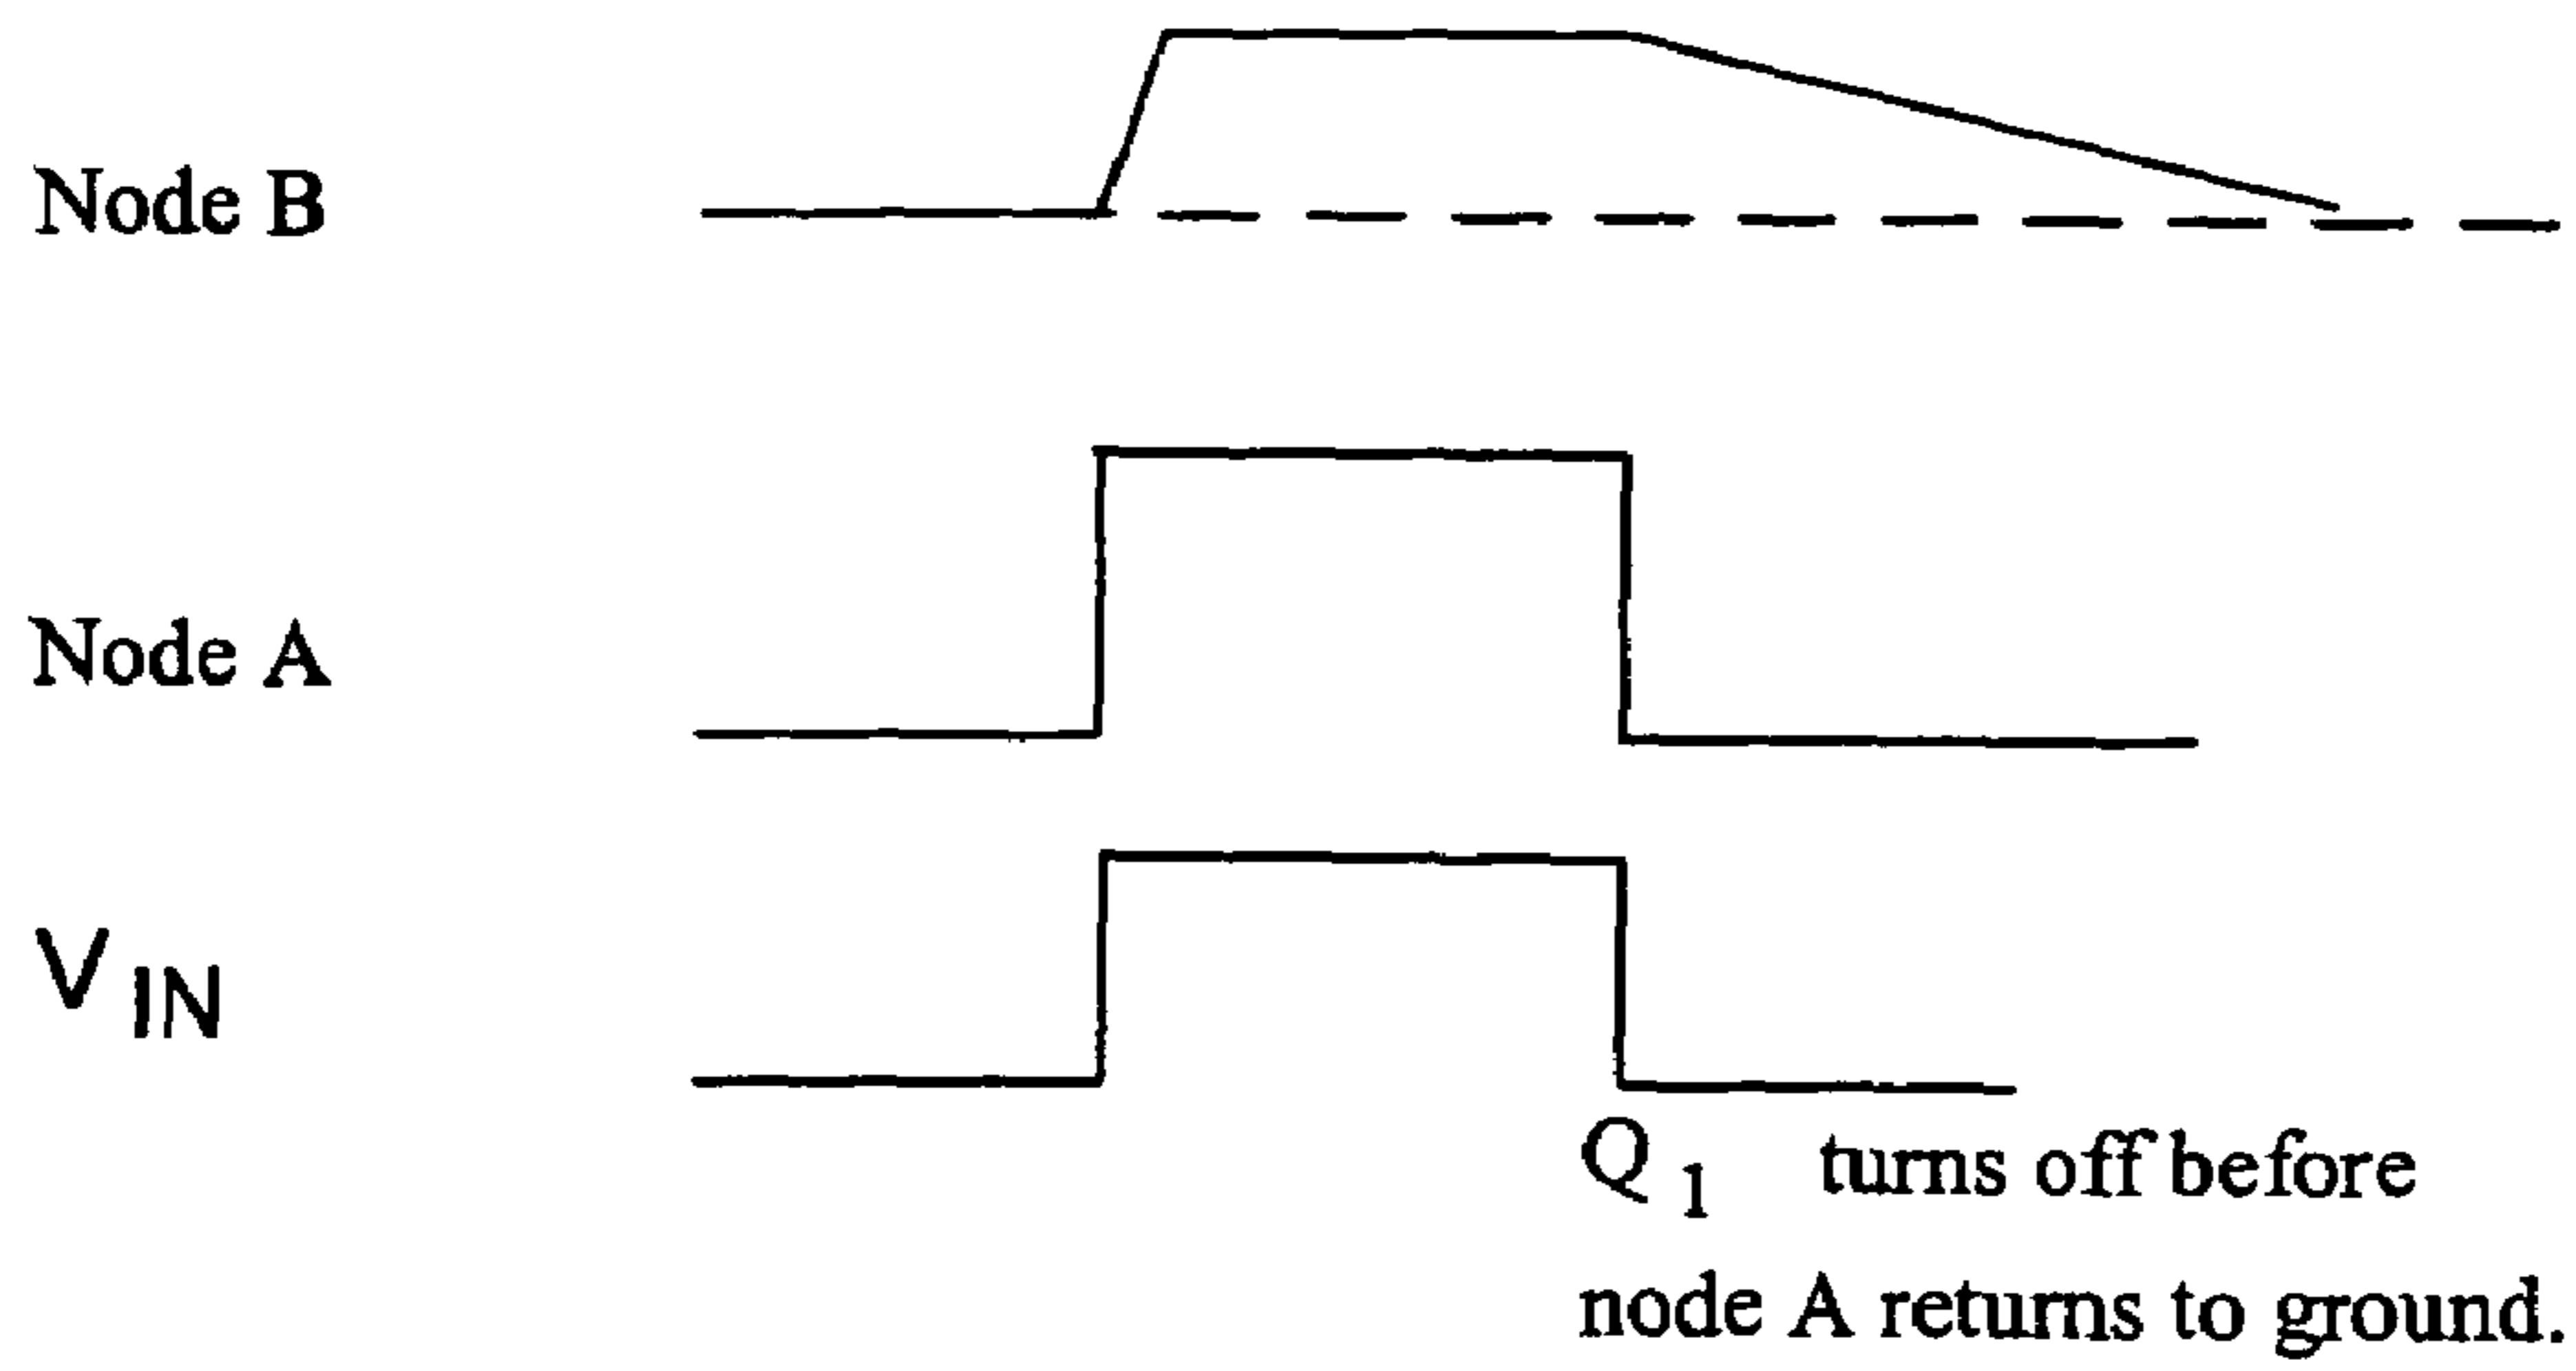 Node B
Node A
V IN
Q 1 turns off before
node A returns to ground.